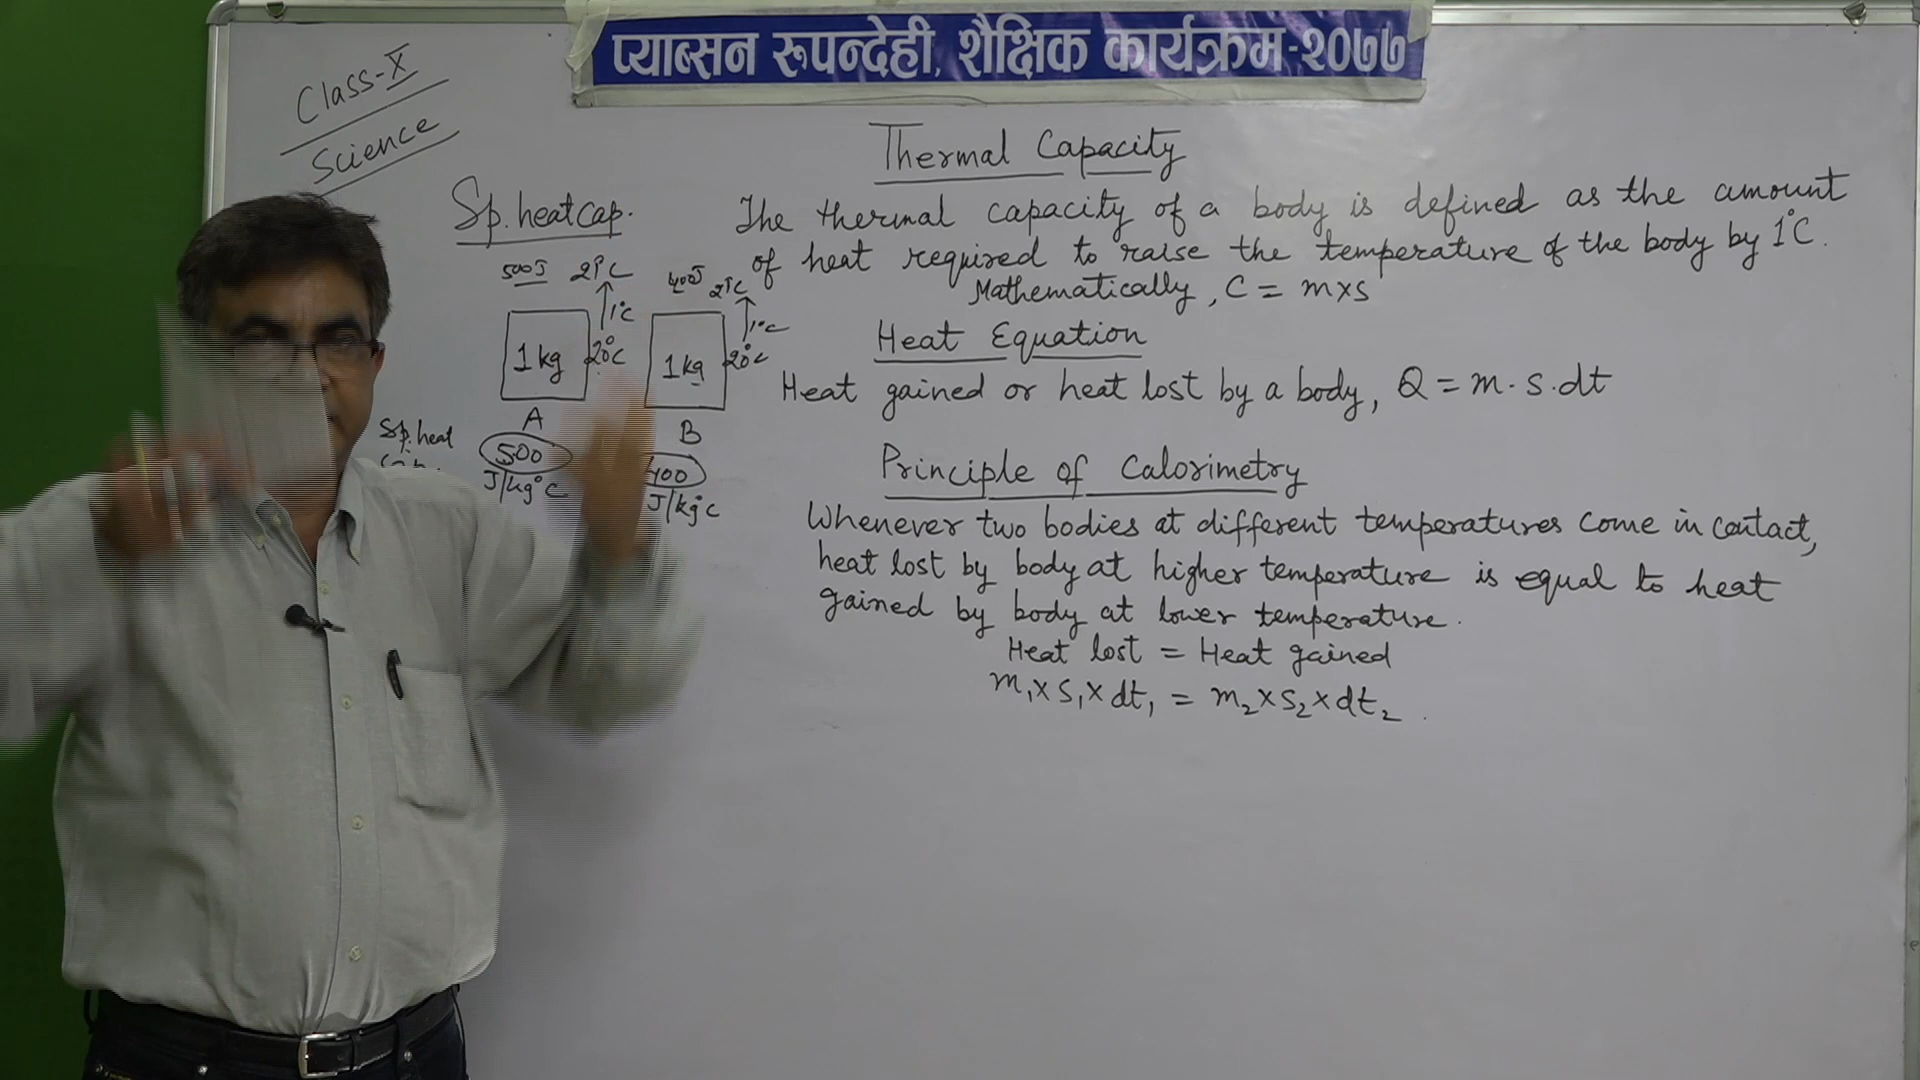 प्याब्सन रूपन्देही, शैक्षिक कार्यक्रम-२०७७
Class-X
Science
Thermal Capacity
The thermal capacity of a body is defined as the amount
of heat required to raise the temperature of the body by 1°C.
Mathematically, C = m×s
Heat Equation
Heat gained or heat lost by a body, Q = m·s·dt
Principle of Calorimetry
Whenever two bodies at different temperatures come in contact,
heat lost by body at higher temperature is equal to heat
gained by body at lower temperature.
Heat lost = Heat gained
m₁×s₁×dt₁ = m₂×s₂×dt₂.
Sp. heat cap.
500J 21°C 400J 21°C
1°C 1°C
1 kg 20°C 1 kg 20°C
A B
Sp. heat 500 400
J/kg°C J/kg°C